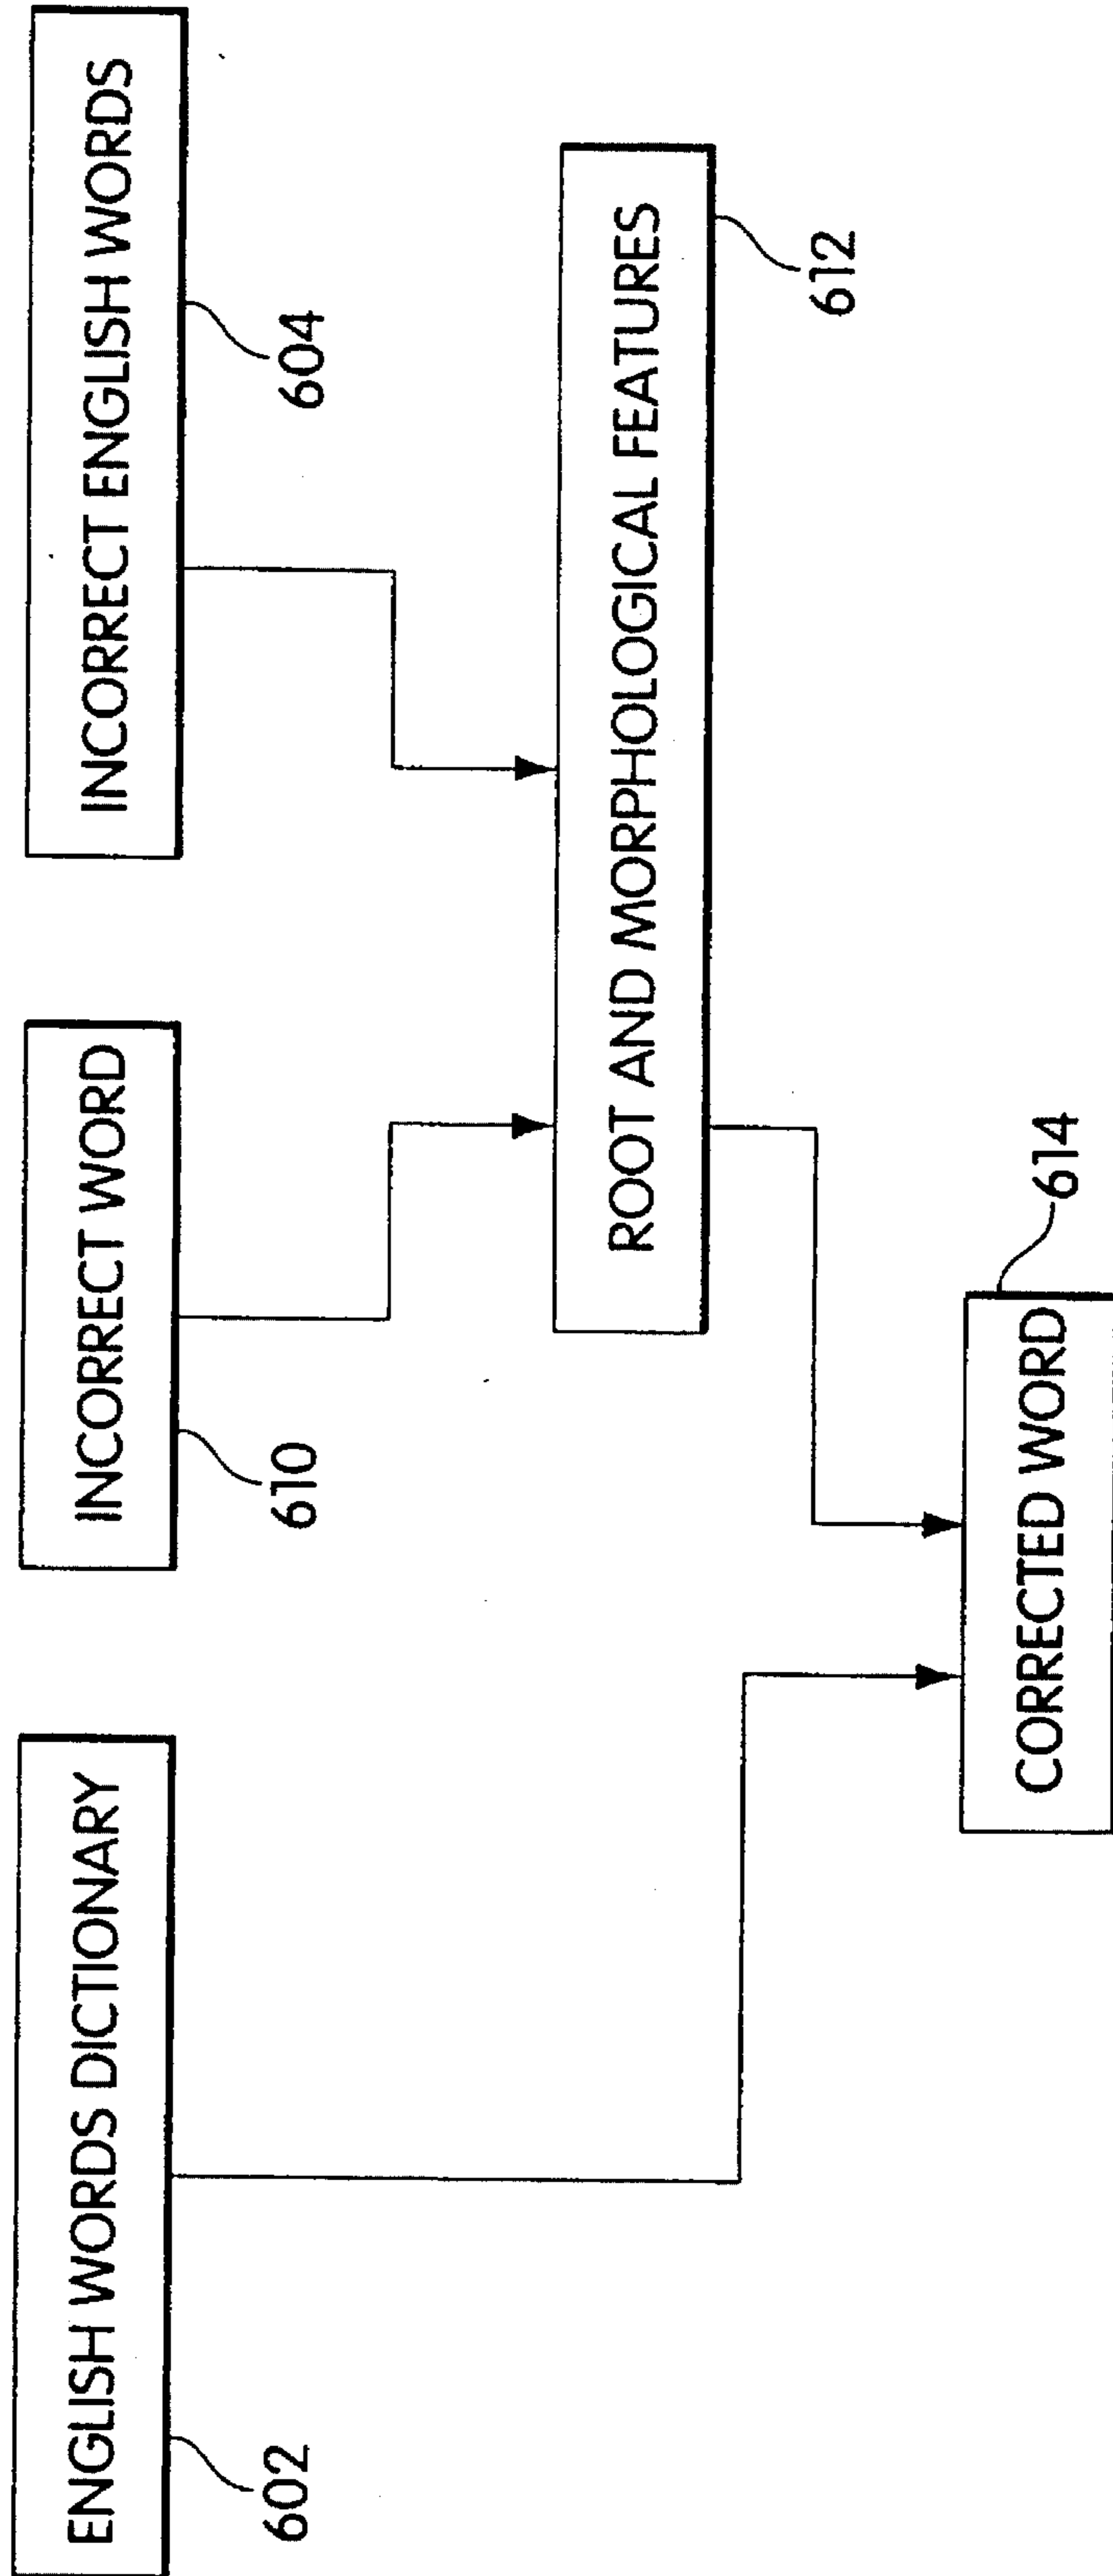 ENGLISH WORDS DICTIONARY
602
INCORRECT WORD
610
INCORRECT ENGLISH WORDS
604
ROOT AND MORPHOLOGICAL FEATURES
612
CORRECTED WORD
614